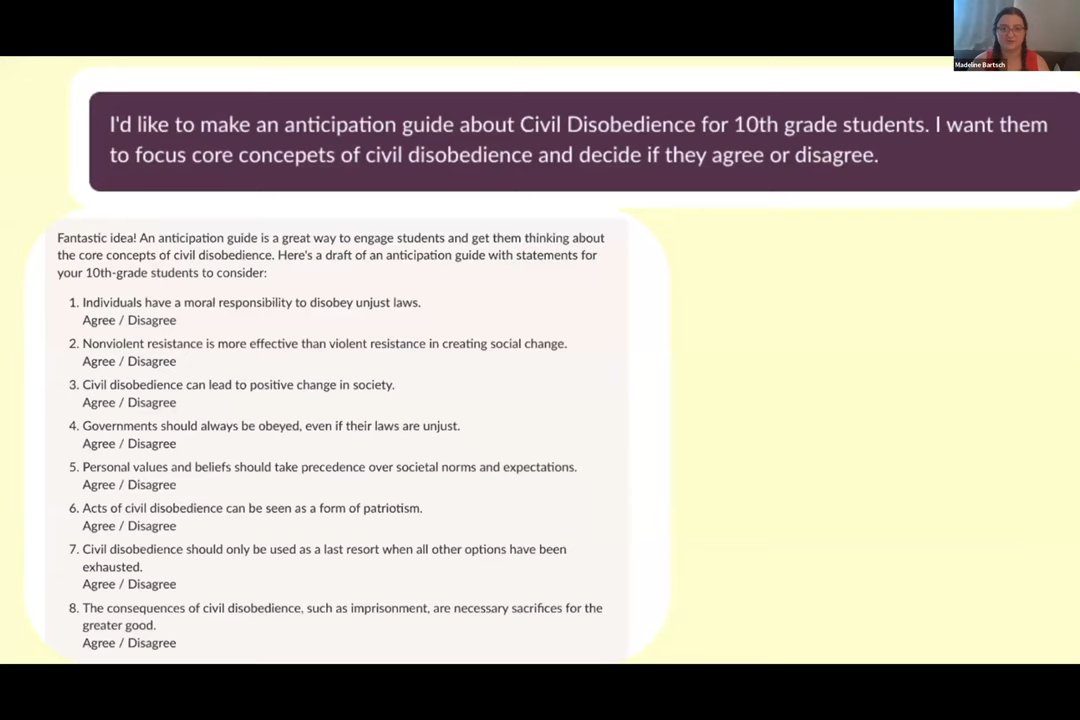 Madeline Bartsch
I'd like to make an anticipation guide about Civil Disobedience for 10th grade students. I want them
to focus core concepets of civil disobedience and decide if they agree or disagree.
Fantastic idea! An anticipation guide is a great way to engage students and get them thinking about
the core concepts of civil disobedience. Here's a draft of an anticipation guide with statements for
your 10th-grade students to consider:
1. Individuals have a moral responsibility to disobey unjust laws.
Agree / Disagree
2. Nonviolent resistance is more effective than violent resistance in creating social change.
Agree / Disagree
3. Civil disobedience can lead to positive change in society.
Agree / Disagree
4. Governments should always be obeyed, even if their laws are unjust.
Agree / Disagree
5. Personal values and beliefs should take precedence over societal norms and expectations.
Agree / Disagree
6. Acts of civil disobedience can be seen as a form of patriotism.
Agree / Disagree
7. Civil disobedience should only be used as a last resort when all other options have been
exhausted.
Agree / Disagree
8. The consequences of civil disobedience, such as imprisonment, are necessary sacrifices for the
greater good.
Agree / Disagree